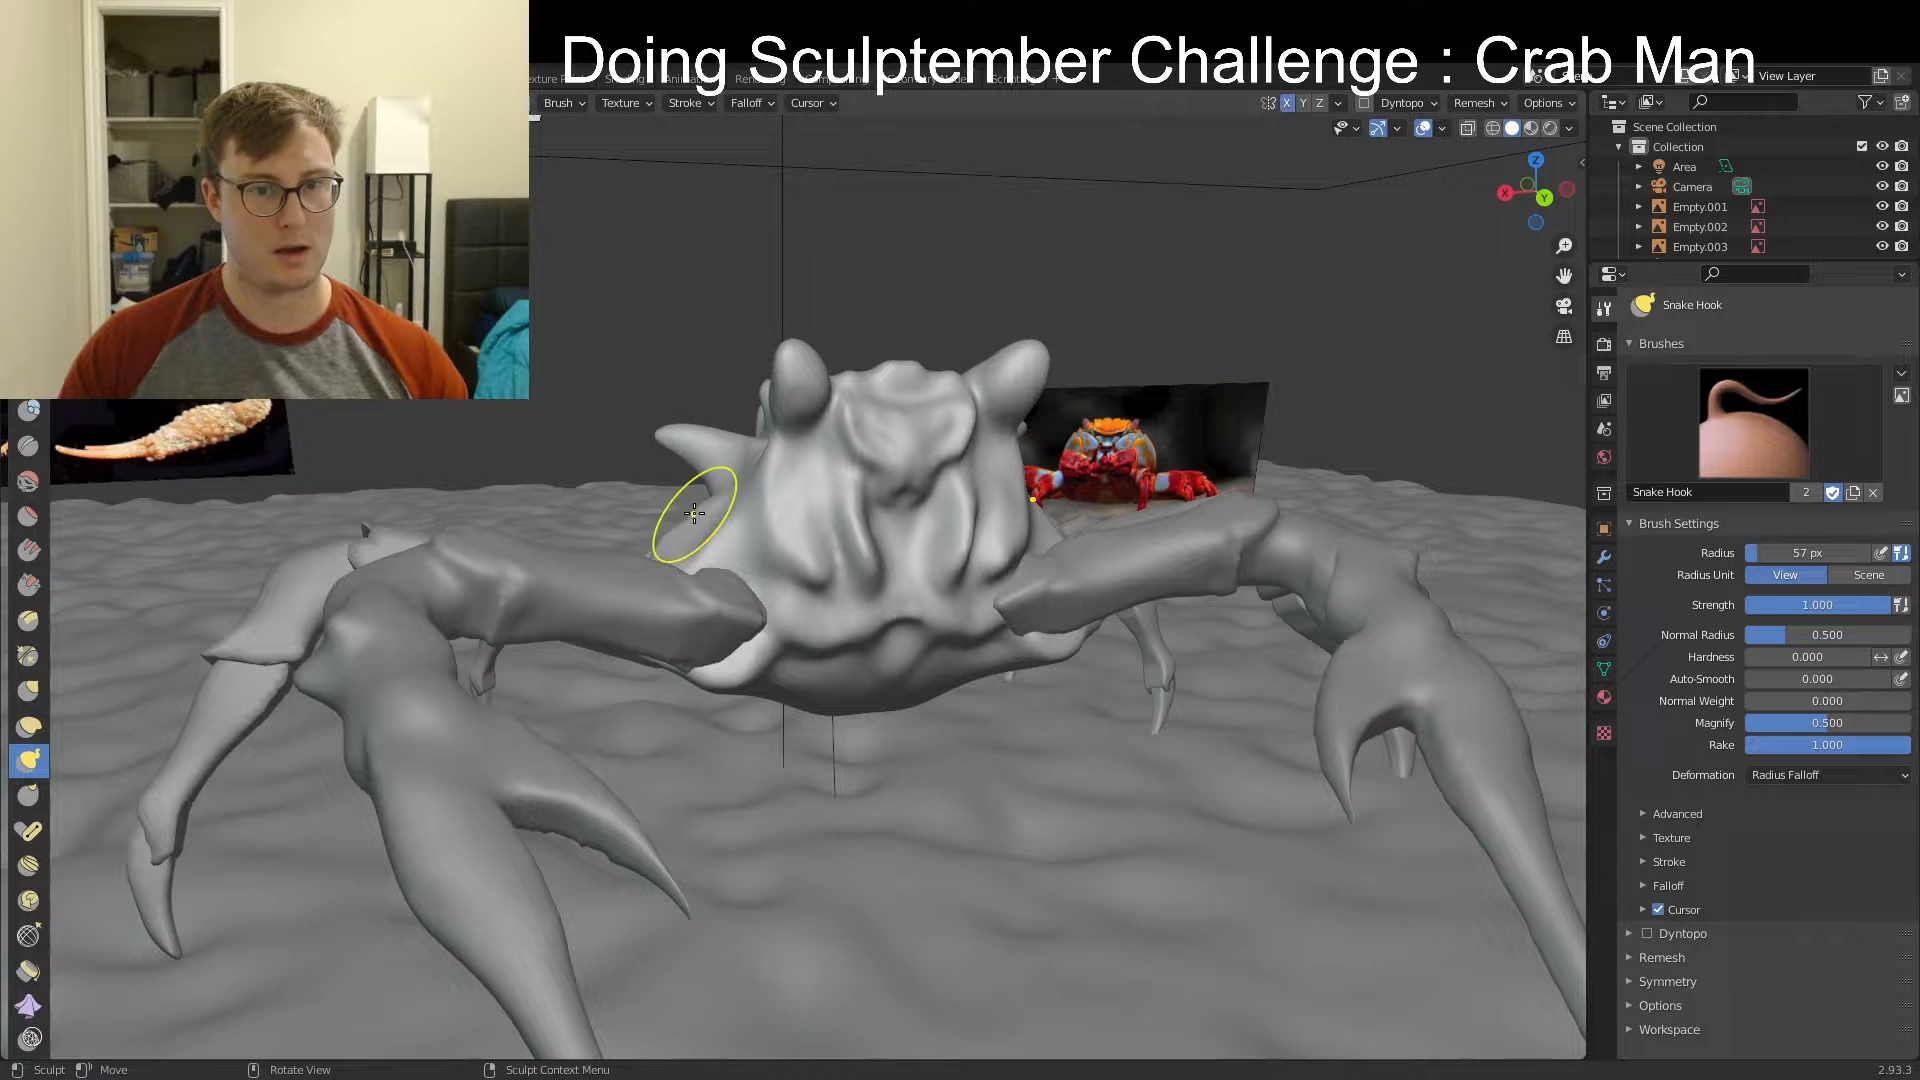 Doing Sculptember Challenge : Crab Man
View Layer
Brush Texture Stroke Falloff Cursor
X Y Z Dyntopo Remesh Options
Scene Collection
Collection
Area
Camera
Empty.001
Empty.002
Empty.003
Z
X
Y
Snake Hook
Brushes
Snake Hook 2
Brush Settings
Radius 57 px
Radius Unit View Scene
Strength 1.000
Normal Radius 0.500
Hardness 0.000
Auto-Smooth 0.000
Normal Weight 0.000
Magnify 0.500
Rake 1.000
Deformation Radius Falloff
Advanced
Texture
Stroke
Falloff
Cursor
Dyntopo
Remesh
Symmetry
Options
Workspace
Sculpt Move Rotate View Sculpt Context Menu 2.93.3